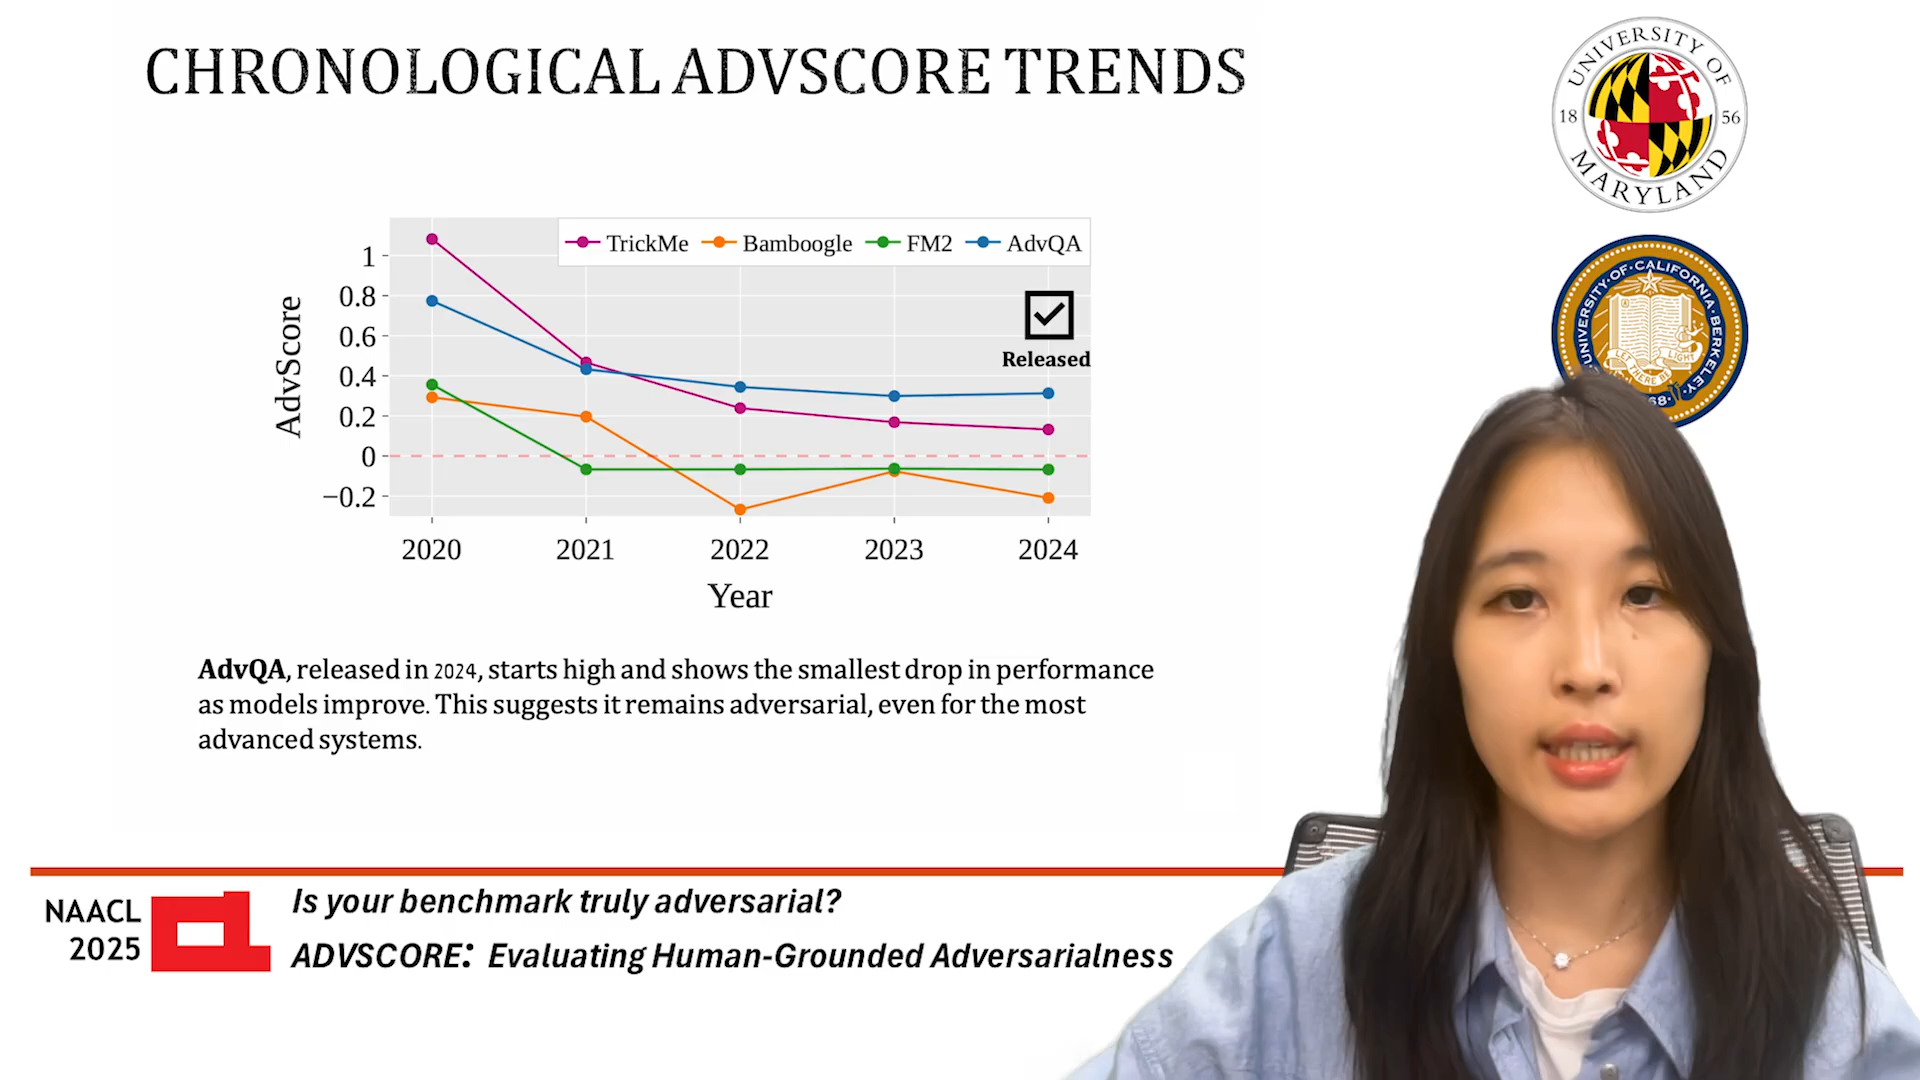 CHRONOLOGICAL ADVSCORE TRENDS
UNIVERSITY OF
18 56
MARYLAND
UNIVERSITY·OF·CALIFORNIA·BERKELEY
LET THERE BE LIGHT
68
TrickMe Bamboogle FM2 AdvQA
AdvScore
1
0.8
0.6
0.4
0.2
0
−0.2
Released
2020 2021 2022 2023 2024
Year
AdvQA, released in 2024, starts high and shows the smallest drop in performance
as models improve. This suggests it remains adversarial, even for the most
advanced systems.
NAACL
2025
Is your benchmark truly adversarial?
ADVSCORE: Evaluating Human-Grounded Adversarialness